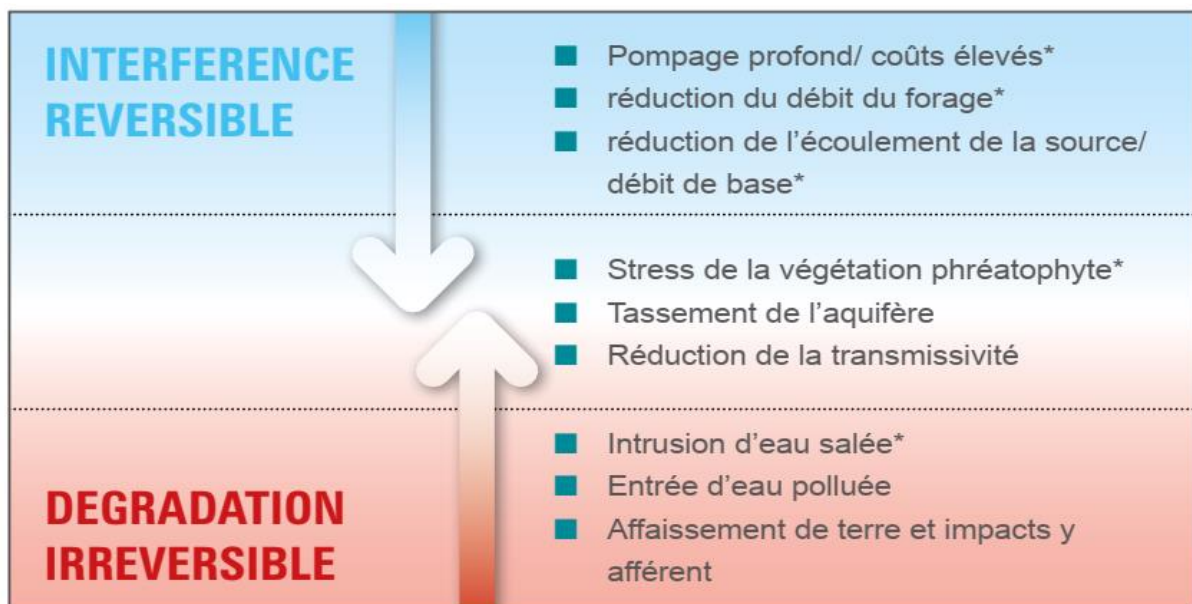 INTERFERENCE
REVERSIBLE
Pompage profond/ coûts élevés*
réduction du débit du forage*
réduction de l'écoulement de la source/
débit de base*
Stress de la végétation phréatophyte*
Tassement de l'aquifère
Réduction de la transmissivité
DEGRADATION
IRREVERSIBLE
Intrusion d'eau salée*
Entrée d'eau polluée
Affaissement de terre et impacts y
afférent